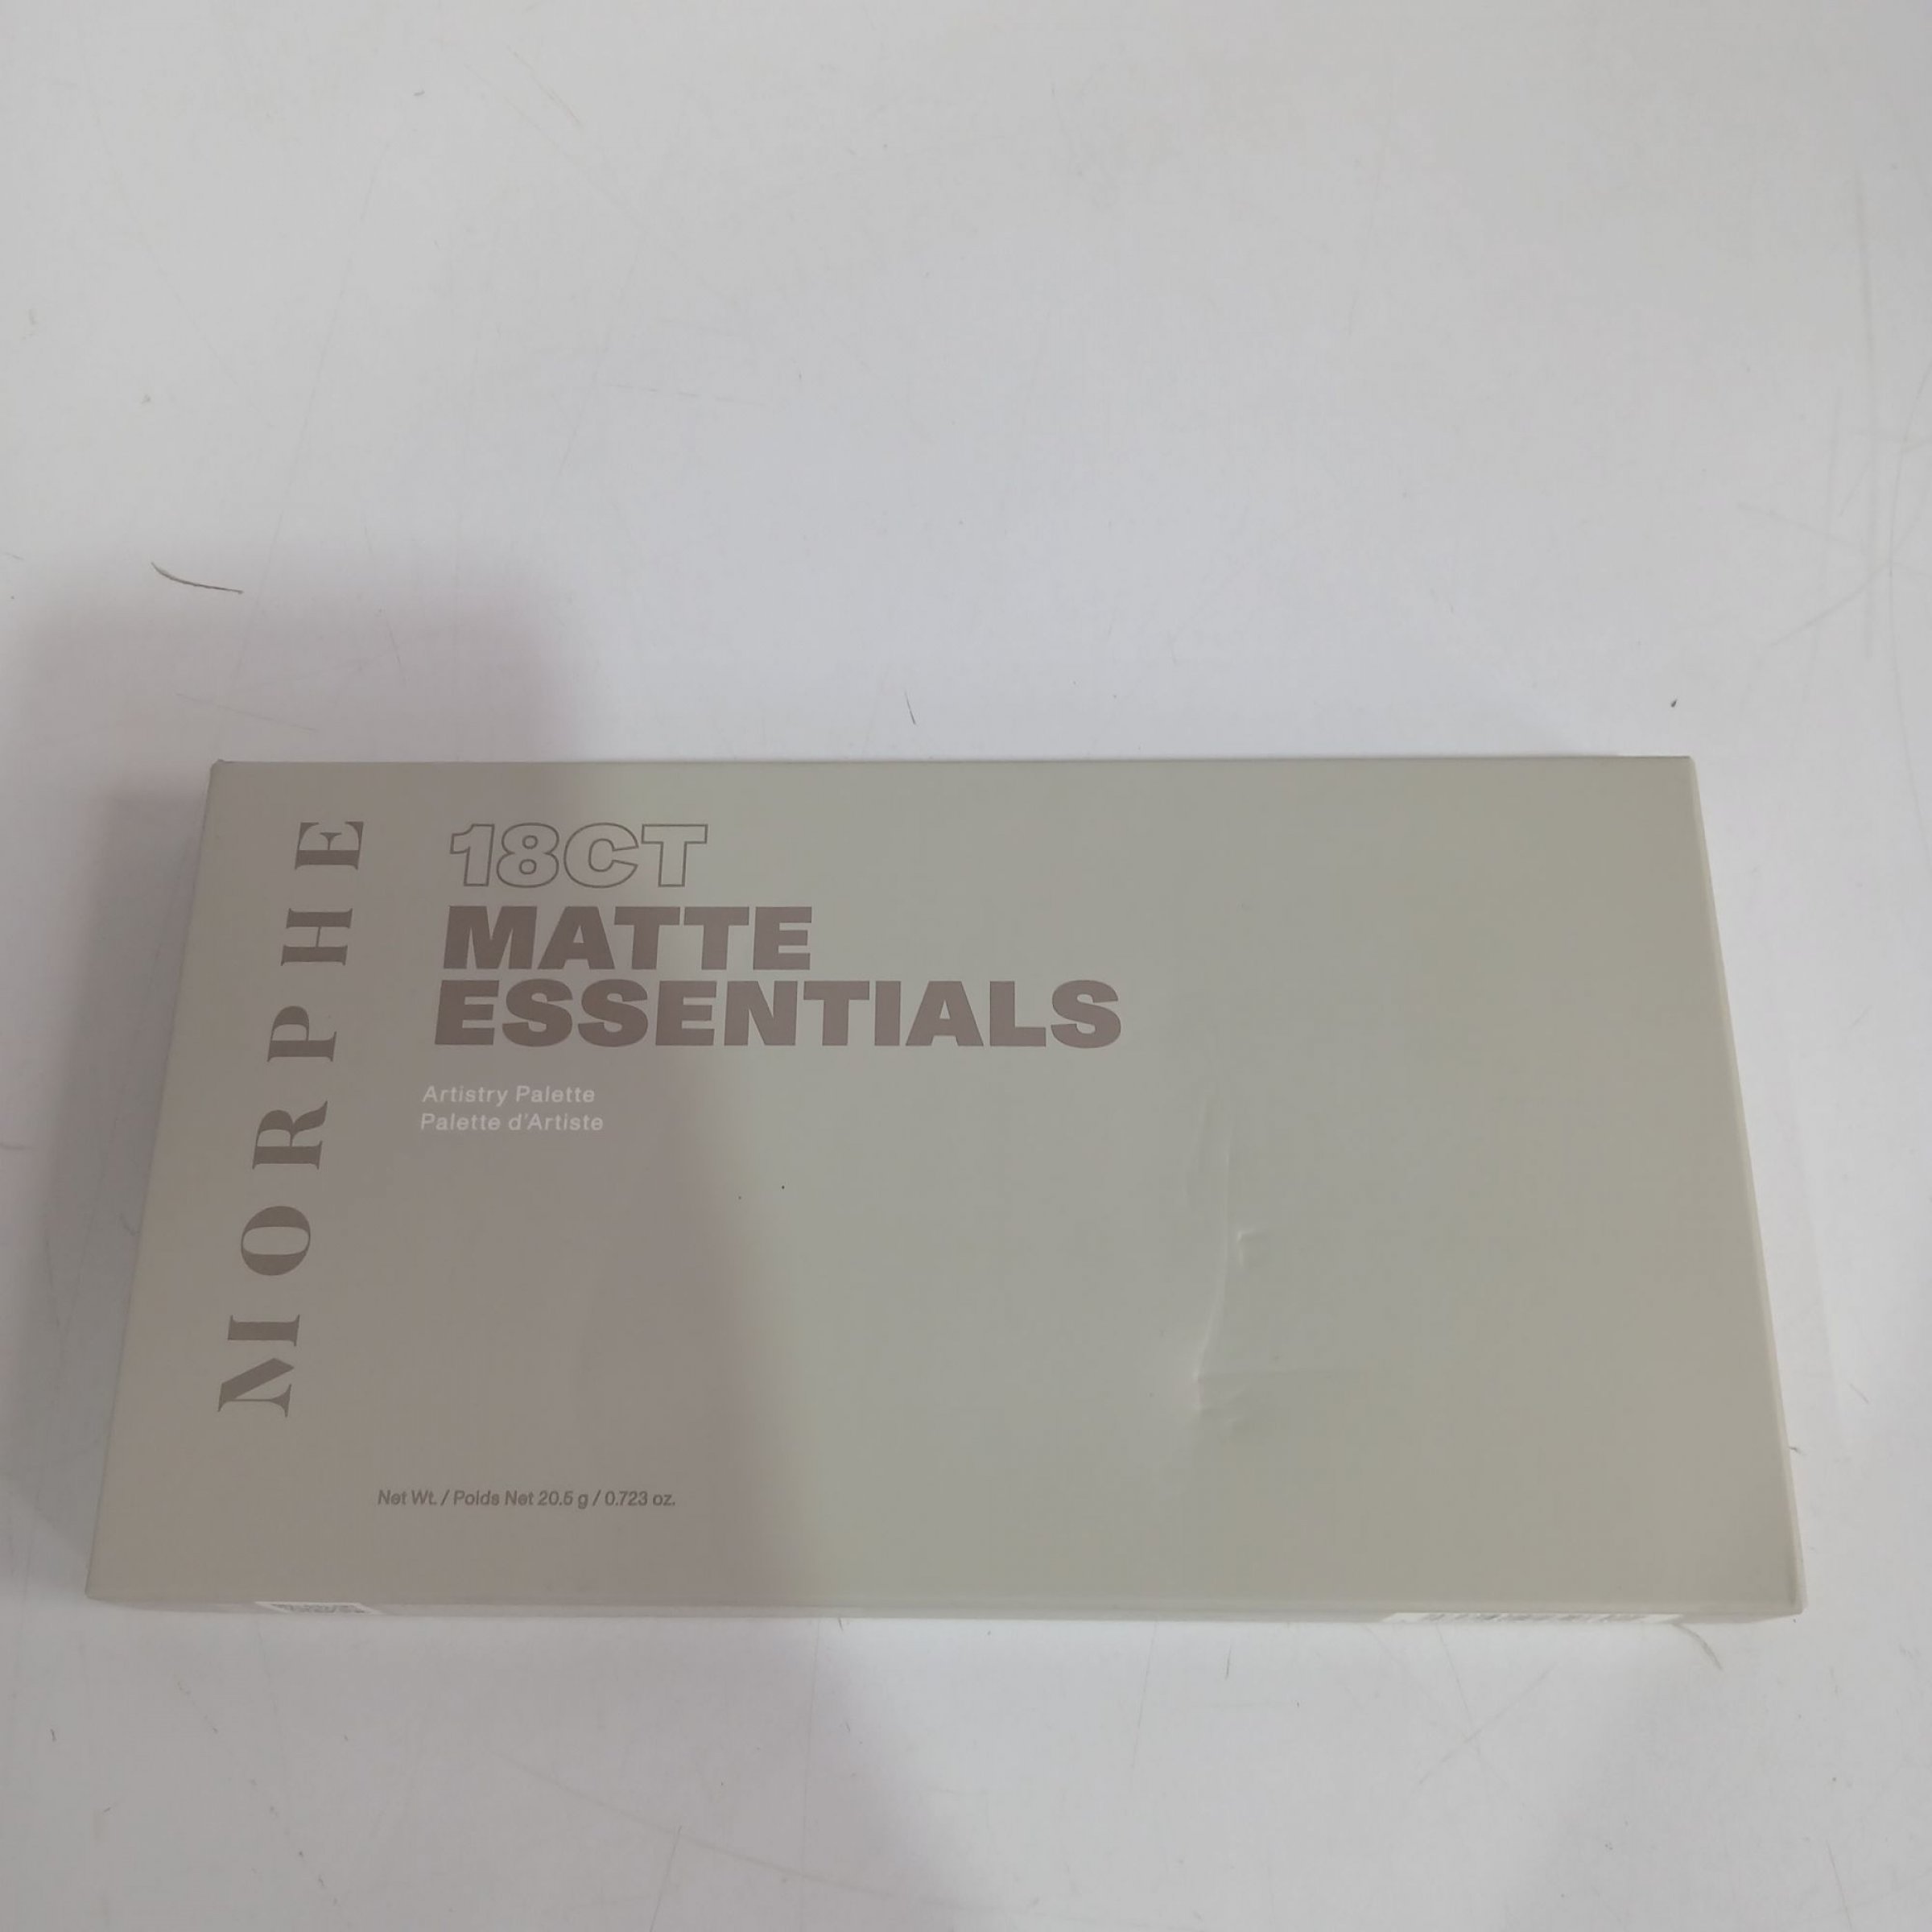 MORPHE
18CT
MATTE
ESSENTIALS
Artistry Palette
Palette d'Artiste
Net Wt. / Poids Net 20.5 g / 0.723 oz.